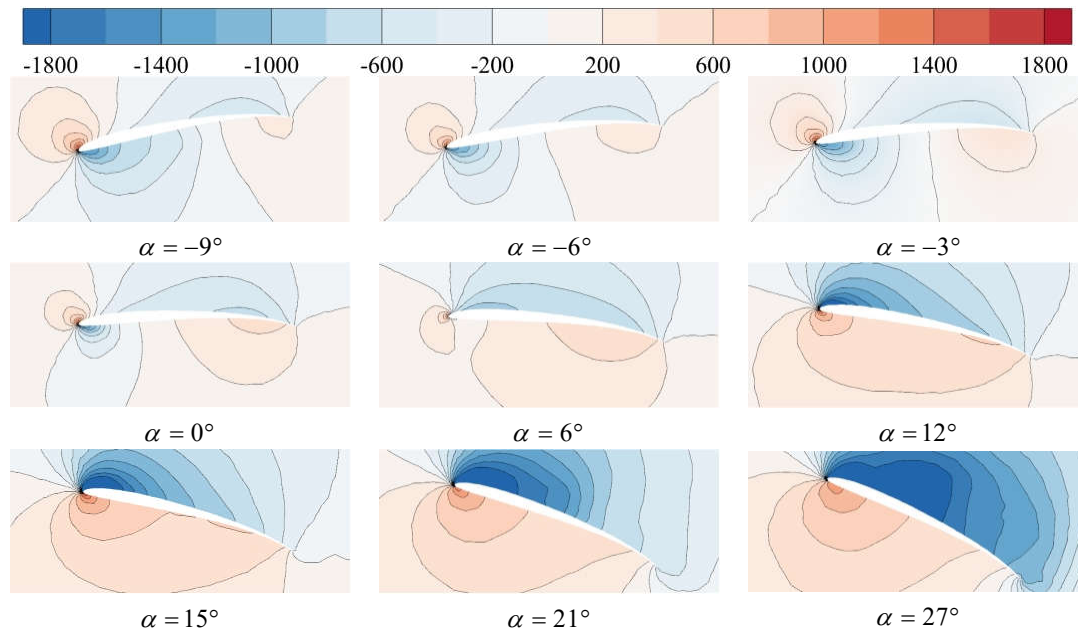 -1800 -1400 -1000 -600 -200 200 600 1000 1400 1800
α = −9° α = −6° α = −3°
α = 0° α = 6° α = 12°
α = 15° α = 21° α = 27°